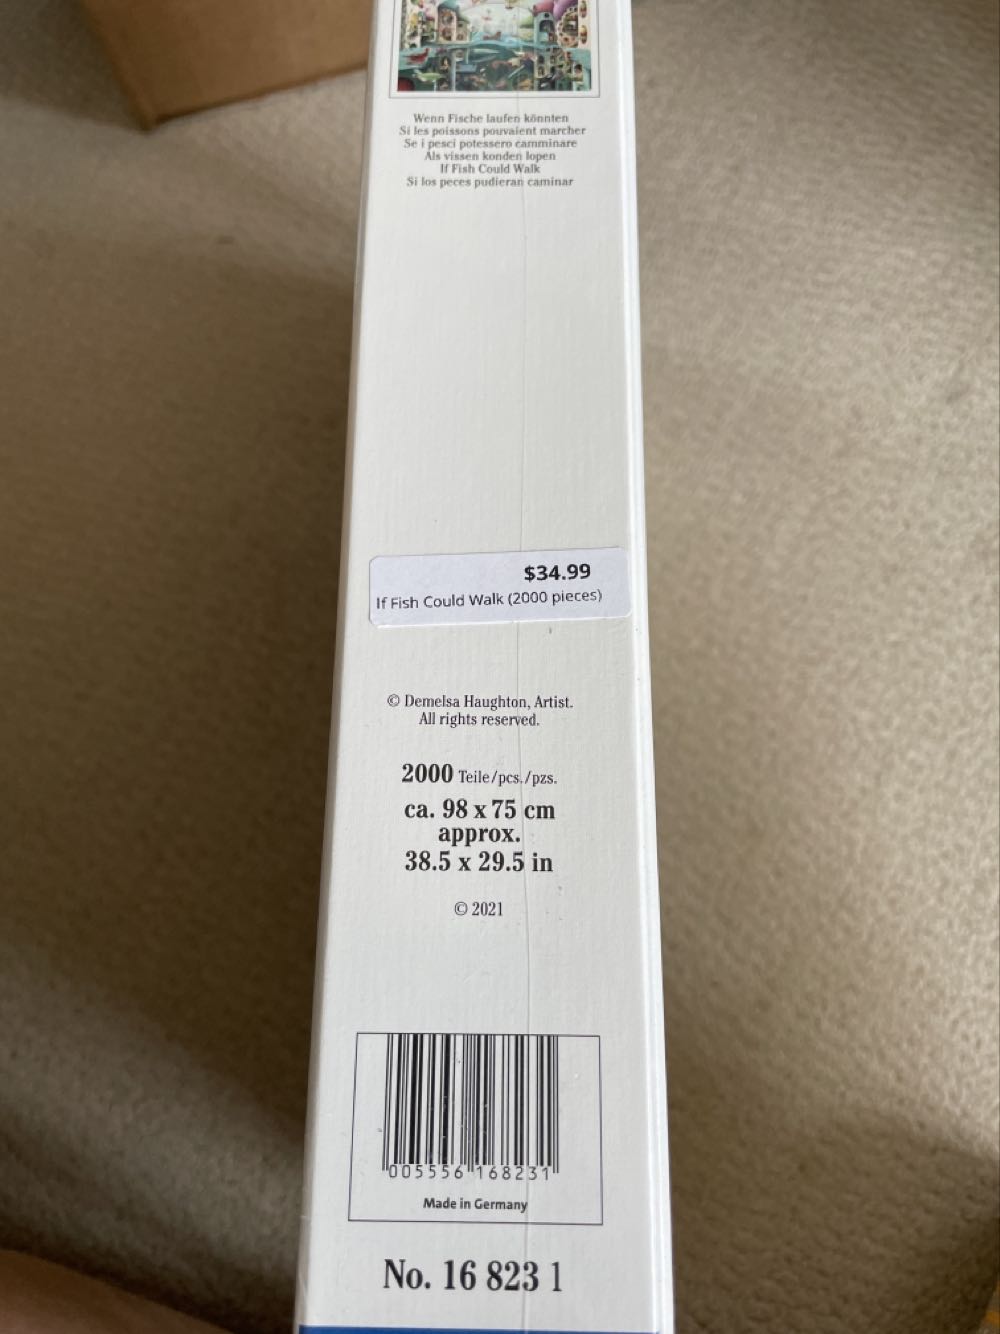 Wenn Fische laufen könnten
Si les poissons pouvaient marcher
Se i pesci potessero camminare
Als vissen konden lopen
If Fish Could Walk
Si los peces pudieran caminar
$34.99
If Fish Could Walk (2000 pieces)
© Demelsa Haughton, Artist.
All rights reserved.
2000 Teile/pcs./pzs.
ca. 98 x 75 cm
approx.
38.5 x 29.5 in
© 2021
005556 168231
Made in Germany
No. 16 823 1